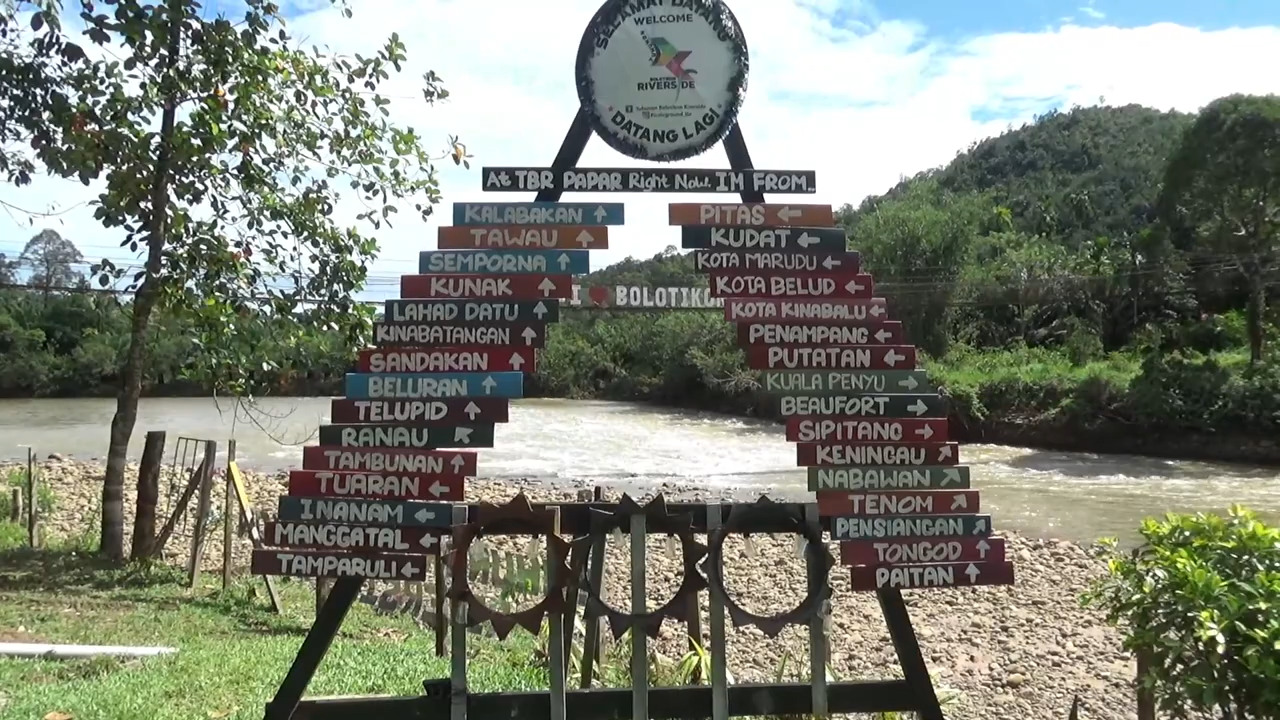 SELAMAT DATANG
WELCOME
RIVERSIDE
DATANG LAGI
At TBR PAPAR Right Now. IM FROM..
KALABAKAN ↑
TAWAU ↑
SEMPORNA ↑
KUNAK ↑
LAHAD DATU ↑
KINABATANGAN ↑
SANDAKAN ↑
BELURAN ↑
TELUPID ↑
RANAU ↖
TAMBUNAN ↑
TUARAN ←
INANAM ←
MANGGATAL ←
TAMPARULI ←
PITAS ←
KUDAT ←
KOTA MARUDU ←
KOTA BELUD ←
KOTA KINABALU ←
PENAMPANG ←
PUTATAN ←
KUALA PENYU →
BEAUFORT →
SIPITANG →
KENINGAU ↗
NABAWAN ↗
TENOM ↗
PENSIANGAN ↗
TONGOD ↑
PAITAN ↑
I ♥ BOLOTIKON